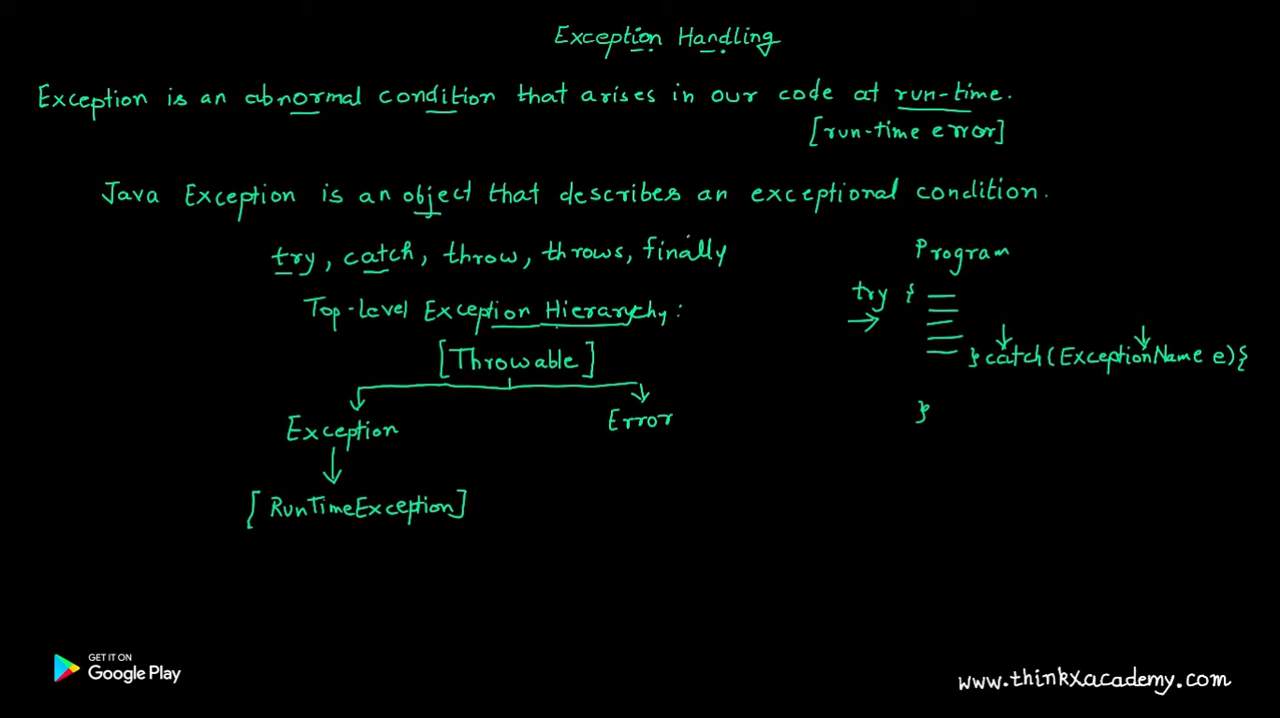 Exception Handling
Exception is an abnormal condition that arises in our code at run-time.
[run-time error]
Java Exception is an object that describes an exceptional condition.
try, catch, throw, throws, finally
Top-Level Exception Hierarchy:
[Throwable]
Exception
Error
[RunTimeException]
Program
try {
} catch (ExceptionName e) {
}
GET IT ON
Google Play
www.thinkxacademy.com